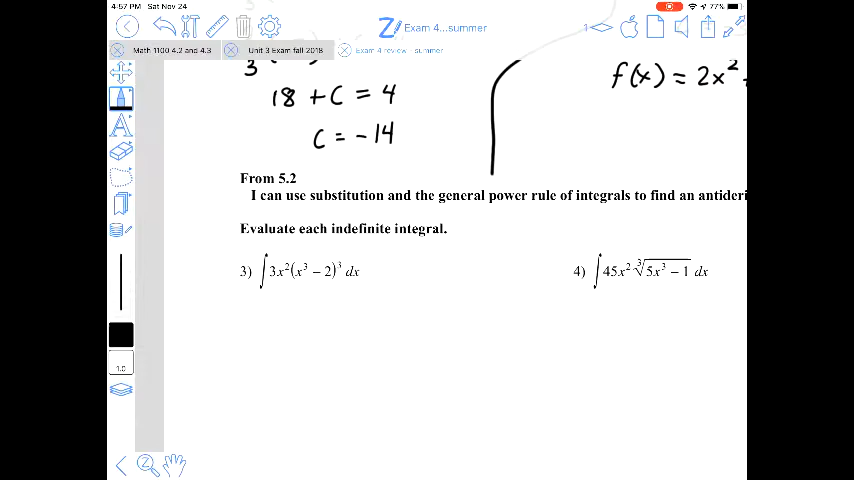 4:57 PM Sat Nov 24
77%
Exam 4...summer
1
Math 1100 4.2 and 4.3
Unit 3 Exam fall 2018
Exam 4 review - summer
3
18 + C = 4
C = -14
f(x) = 2x²
From 5.2
I can use substitution and the general power rule of integrals to find an antideri
Evaluate each indefinite integral.
3) ∫3x²(x³ − 2)³ dx
4) ∫45x² ∛(5x³ − 1) dx
A
1.0